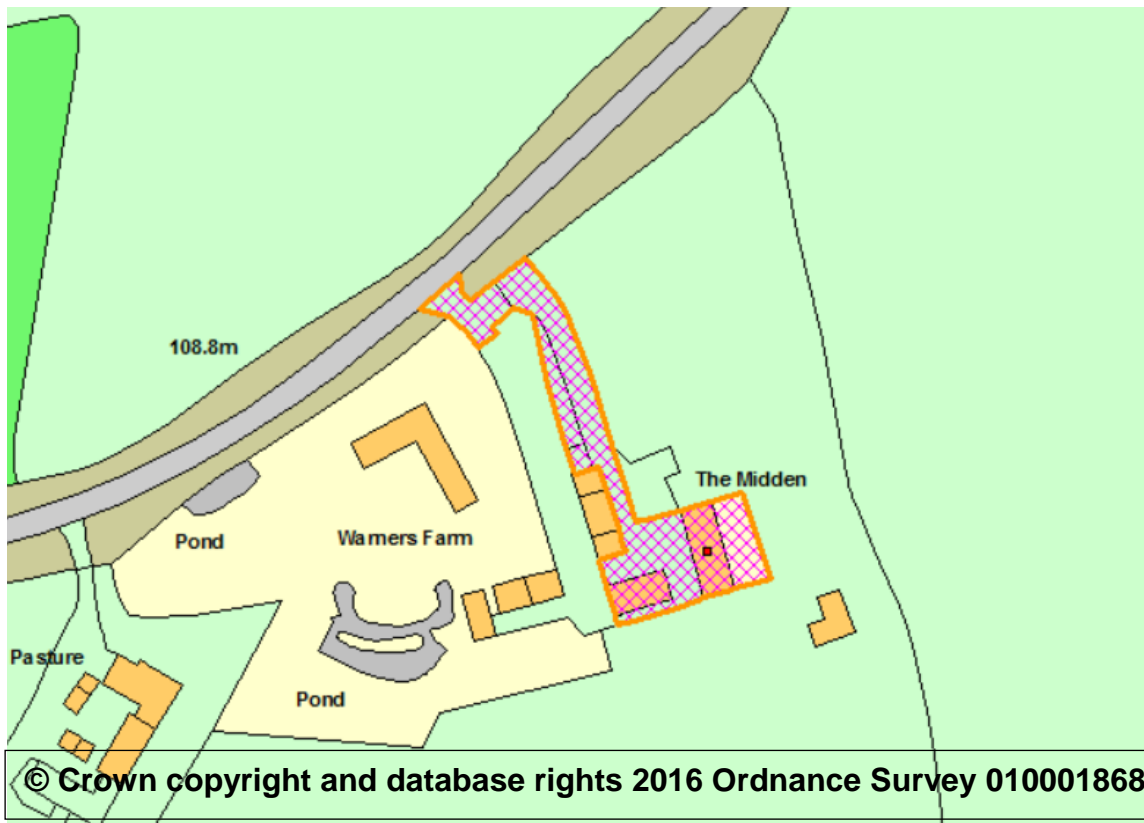 108.8m
The Midden
Pond
Warners Farm
Pasture
Pond
© Crown copyright and database rights 2016 Ordnance Survey 010001868